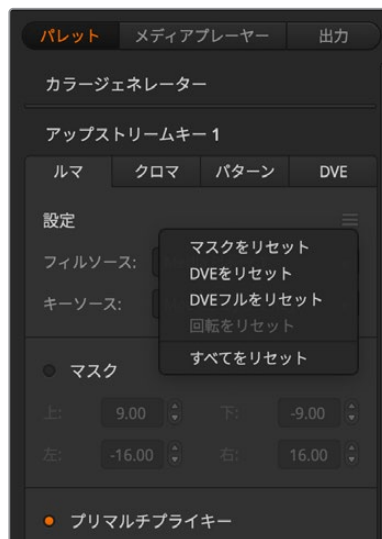 パレット メディアプレーヤー 出力
カラージェネレーター
アップストリームキー 1
ルマ クロマ パターン DVE
設定
マスクをリセット
フィルソース:
DVEをリセット
DVEフルをリセット
キーソース:
回転をリセット
すべてをリセット
マスク
上: 9.00 下: -9.00
左: -16.00 右: 16.00
プリマルチプライキー